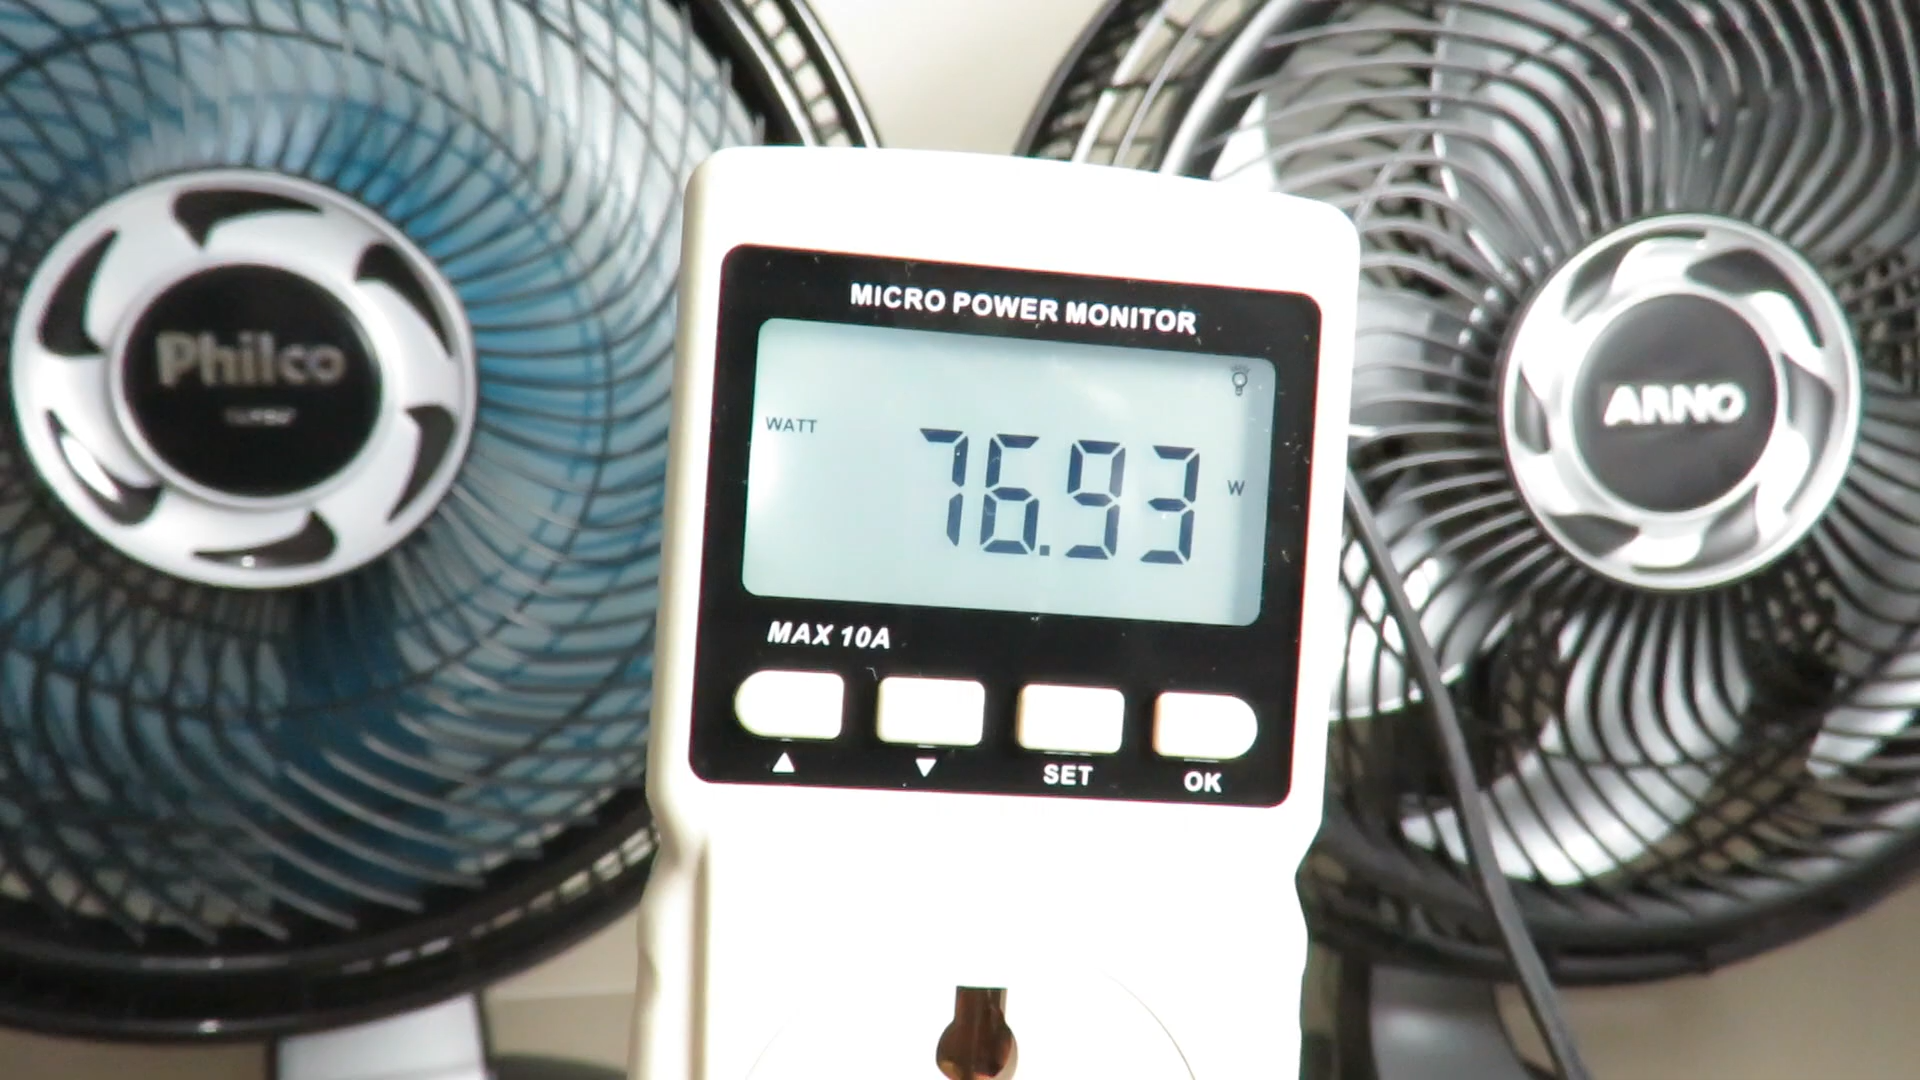 Philco
ARNO
MICRO POWER MONITOR
WATT
76.93
W
MAX 10A
▲ ▼ SET OK